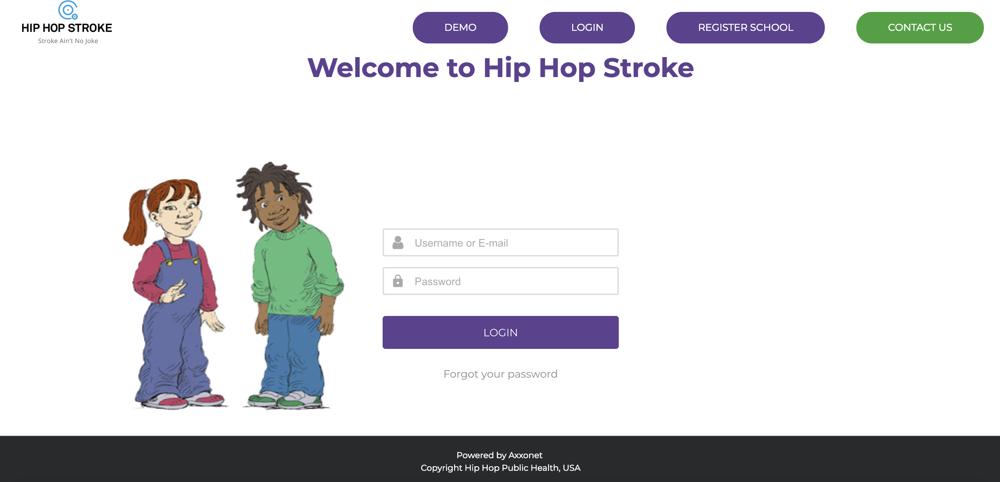 HIP HOP STROKE
Stroke Ain't No Joke
DEMO
LOGIN
REGISTER SCHOOL
CONTACT US
Welcome to Hip Hop Stroke
Username or E-mail
Password
LOGIN
Forgot your password
Powered by Axxonet
Copyright Hip Hop Public Health, USA